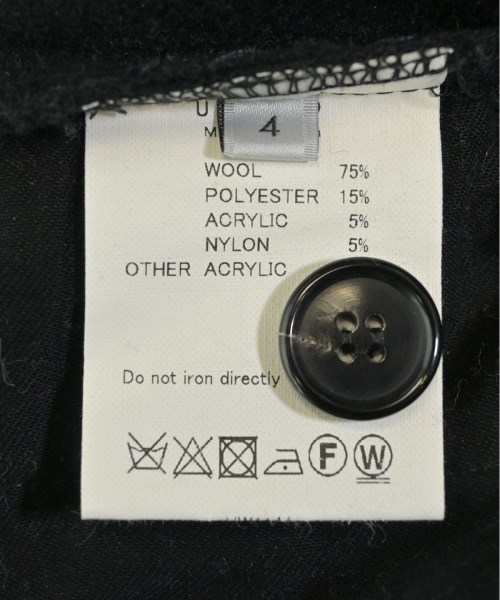 4
WOOL 75%
POLYESTER 15%
ACRYLIC 5%
NYLON 5%
OTHER ACRYLIC
Do not iron directly
F W